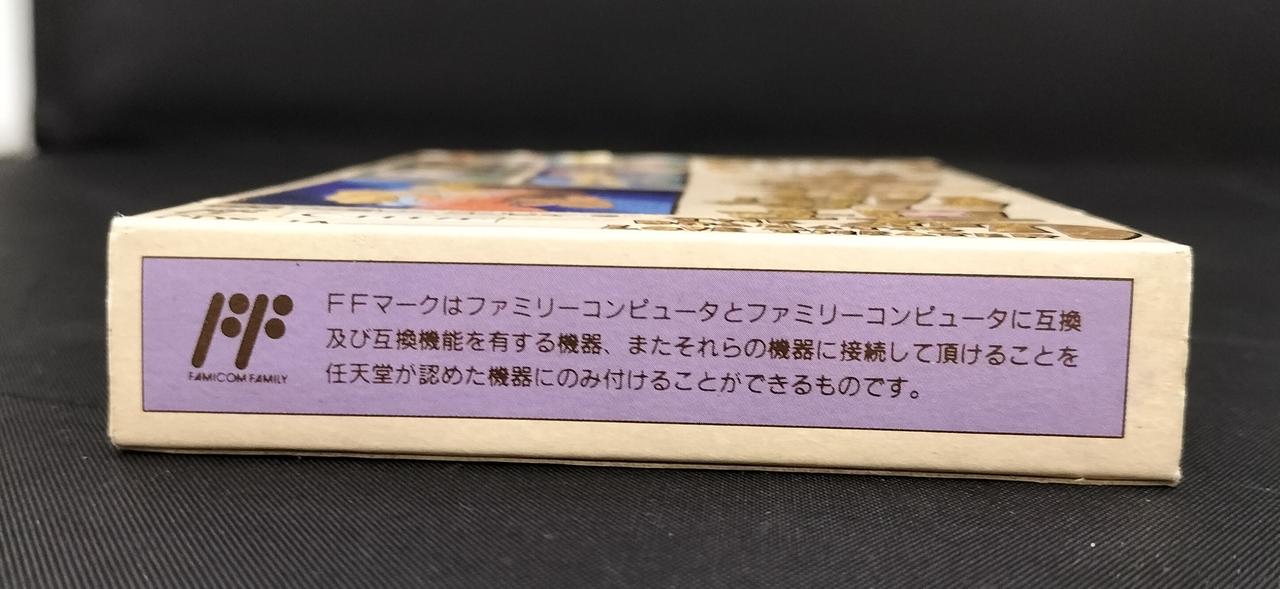 FFマークはファミリーコンピュータとファミリーコンピュータに互換
及び互換機能を有する機器、またそれらの機器に接続して頂けることを
任天堂が認めた機器にのみ付けることができるものです。
FAMICOM FAMILY